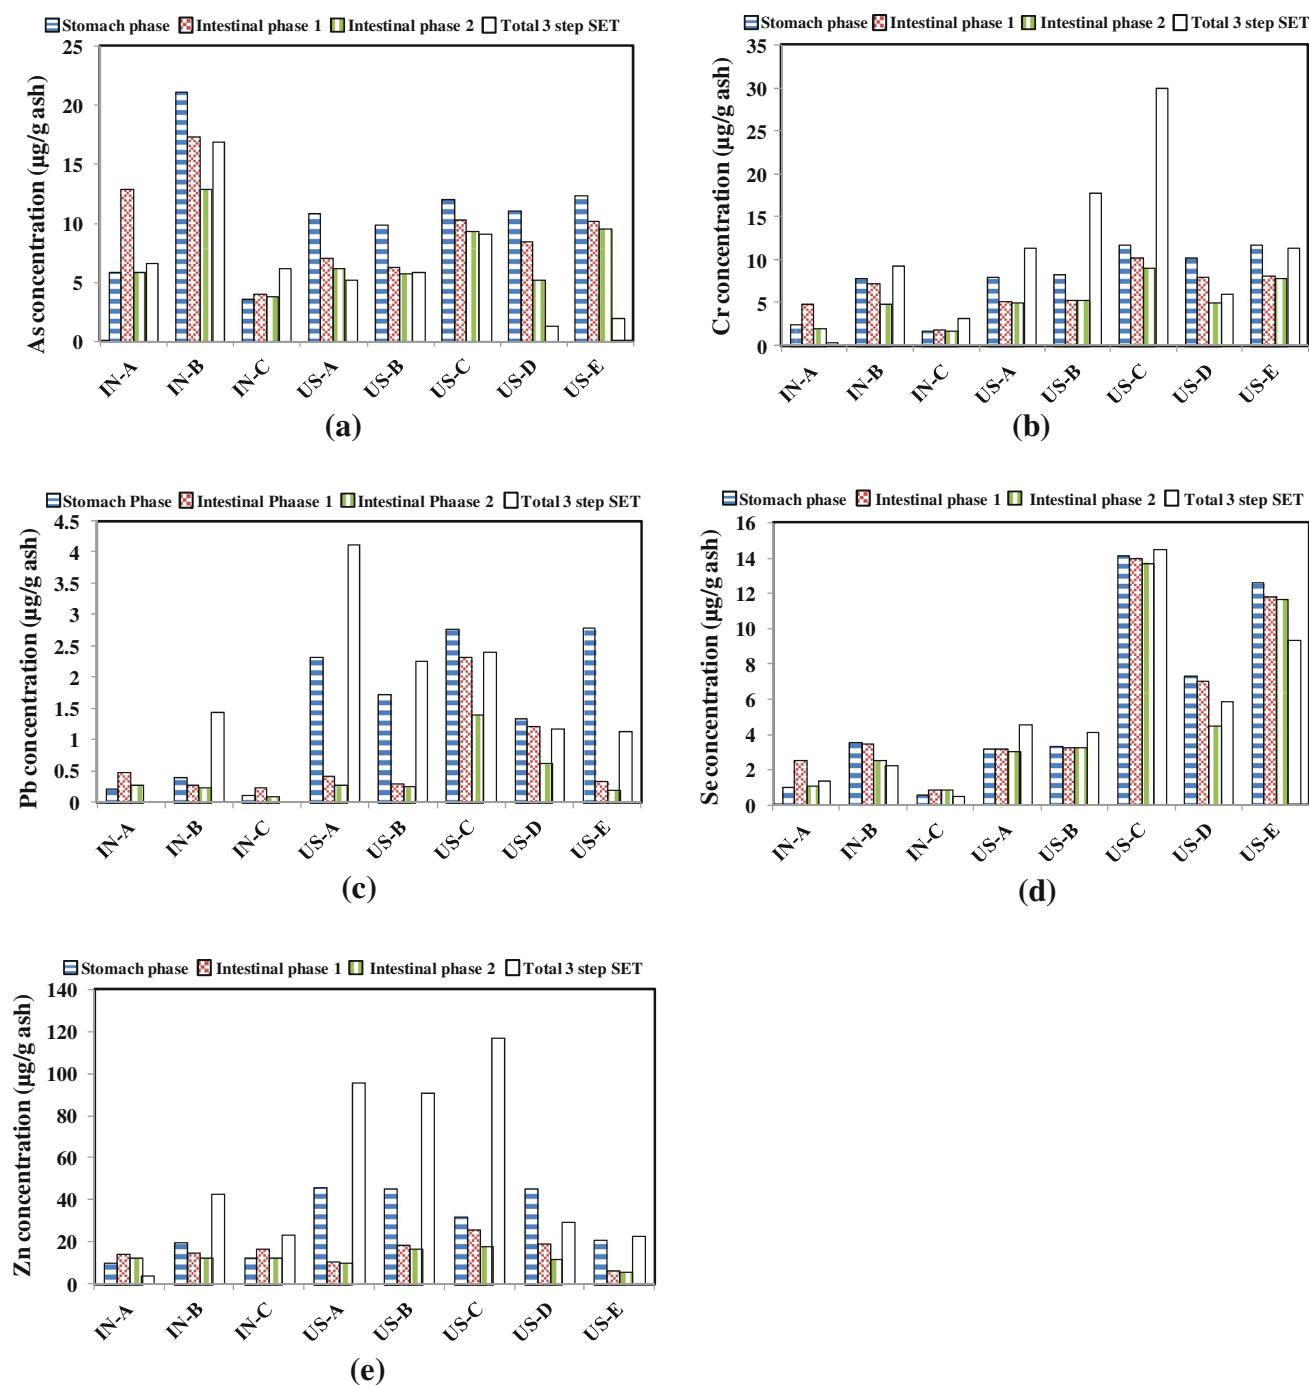 Stomach phase Intestinal phase 1 Intestinal phase 2 Total 3 step SET
As concentration (µg/g ash)
25
20
15
10
5
0
IN-A IN-B IN-C US-A US-B US-C US-D US-E
(a)
Stomach phase Intestinal phase 1 Intestinal phase 2 Total 3 step SET
Cr concentration (µg/g ash)
35
30
25
20
15
10
5
0
IN-A IN-B IN-C US-A US-B US-C US-D US-E
(b)
Stomach Phase Intestinal Phaase 1 Intestinal Phaase 2 Total 3 step SET
Pb concentration (µg/g ash)
4.5
4
3.5
3
2.5
2
1.5
1
0.5
0
IN-A IN-B IN-C US-A US-B US-C US-D US-E
(c)
Stomach phase Intestinal phase 1 Intestinal phase 2 Total 3 step SET
Se concentration (µg/g ash)
16
14
12
10
8
6
4
2
0
IN-A IN-B IN-C US-A US-B US-C US-D US-E
(d)
Stomach phase Intestinal phase 1 Intestinal phase 2 Total 3 step SET
Zn concentration (µg/g ash)
140
120
100
80
60
40
20
0
IN-A IN-B IN-C US-A US-B US-C US-D US-E
(e)